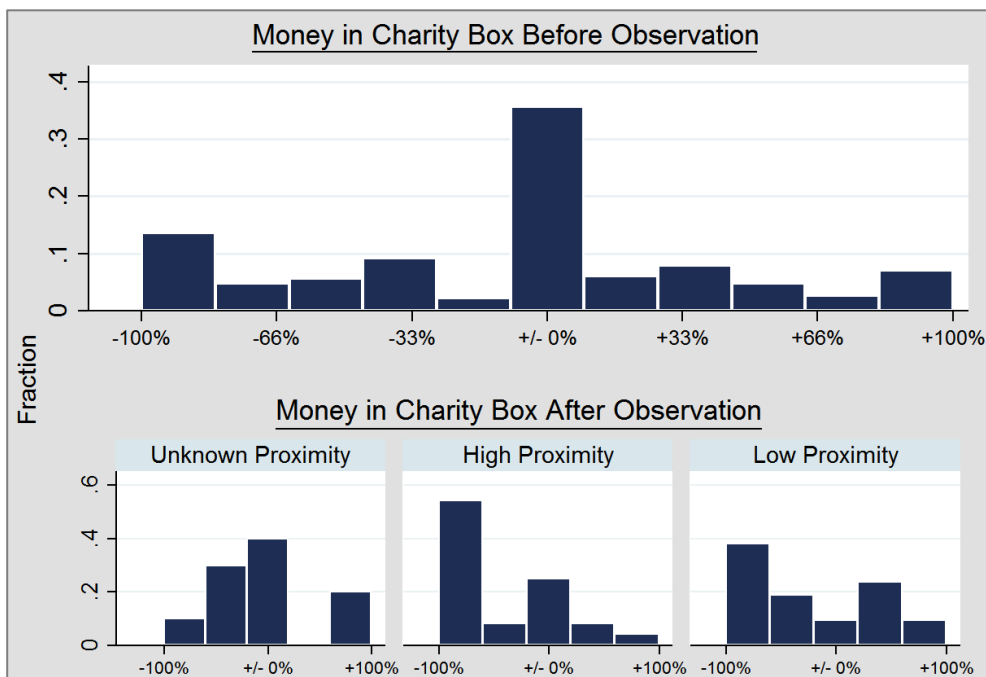 Money in Charity Box Before Observation
Fraction
.4
.3
.2
.1
0
-100% -66% -33% +/- 0% +33% +66% +100%
Money in Charity Box After Observation
Unknown Proximity High Proximity Low Proximity
.6
.4
.2
0
-100% +/- 0% +100% -100% +/- 0% +100% -100% +/- 0% +100%